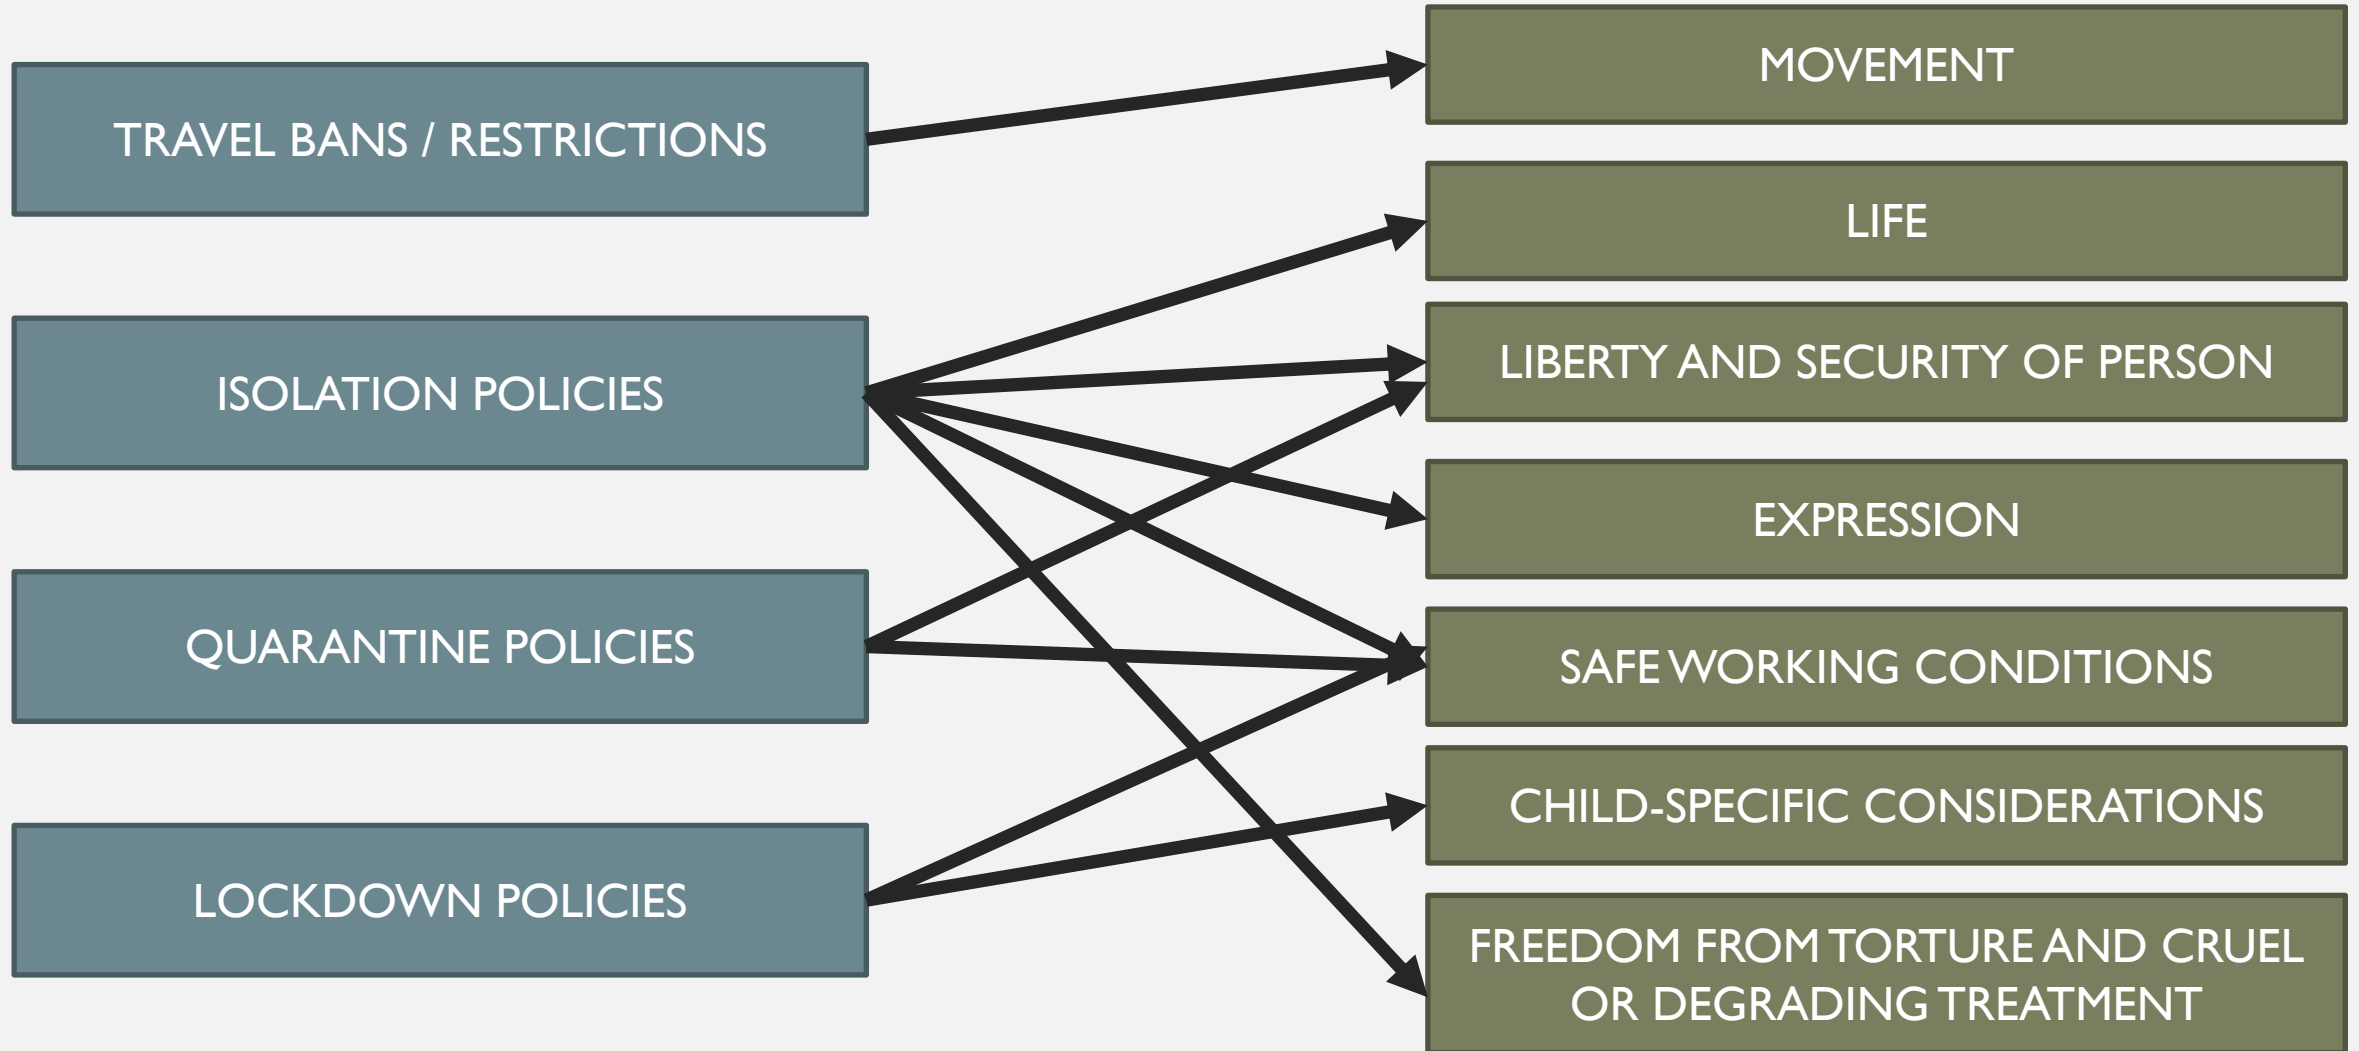 TRAVEL BANS / RESTRICTIONS
ISOLATION POLICIES
QUARANTINE POLICIES
LOCKDOWN POLICIES
MOVEMENT
LIFE
LIBERTY AND SECURITY OF PERSON
EXPRESSION
SAFE WORKING CONDITIONS
CHILD-SPECIFIC CONSIDERATIONS
FREEDOM FROM TORTURE AND CRUEL
OR DEGRADING TREATMENT